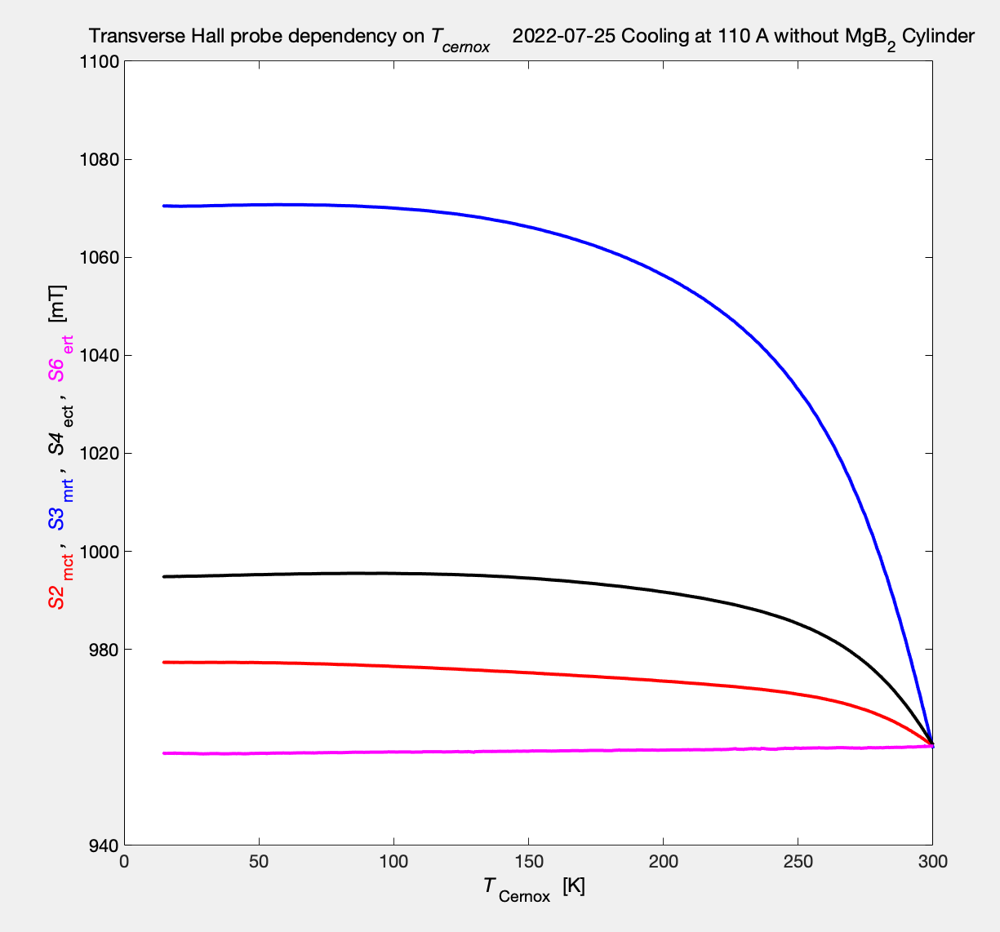 Transverse Hall probe dependency on T_cernox 2022-07-25 Cooling at 110 A without MgB₂ Cylinder
1100
1080
1060
1040
1020
1000
980
940
S2 mct , S3 mrt , S4 ect , S6 ert [mT]
0 50 100 150 200 250 300
T Cernox [K]